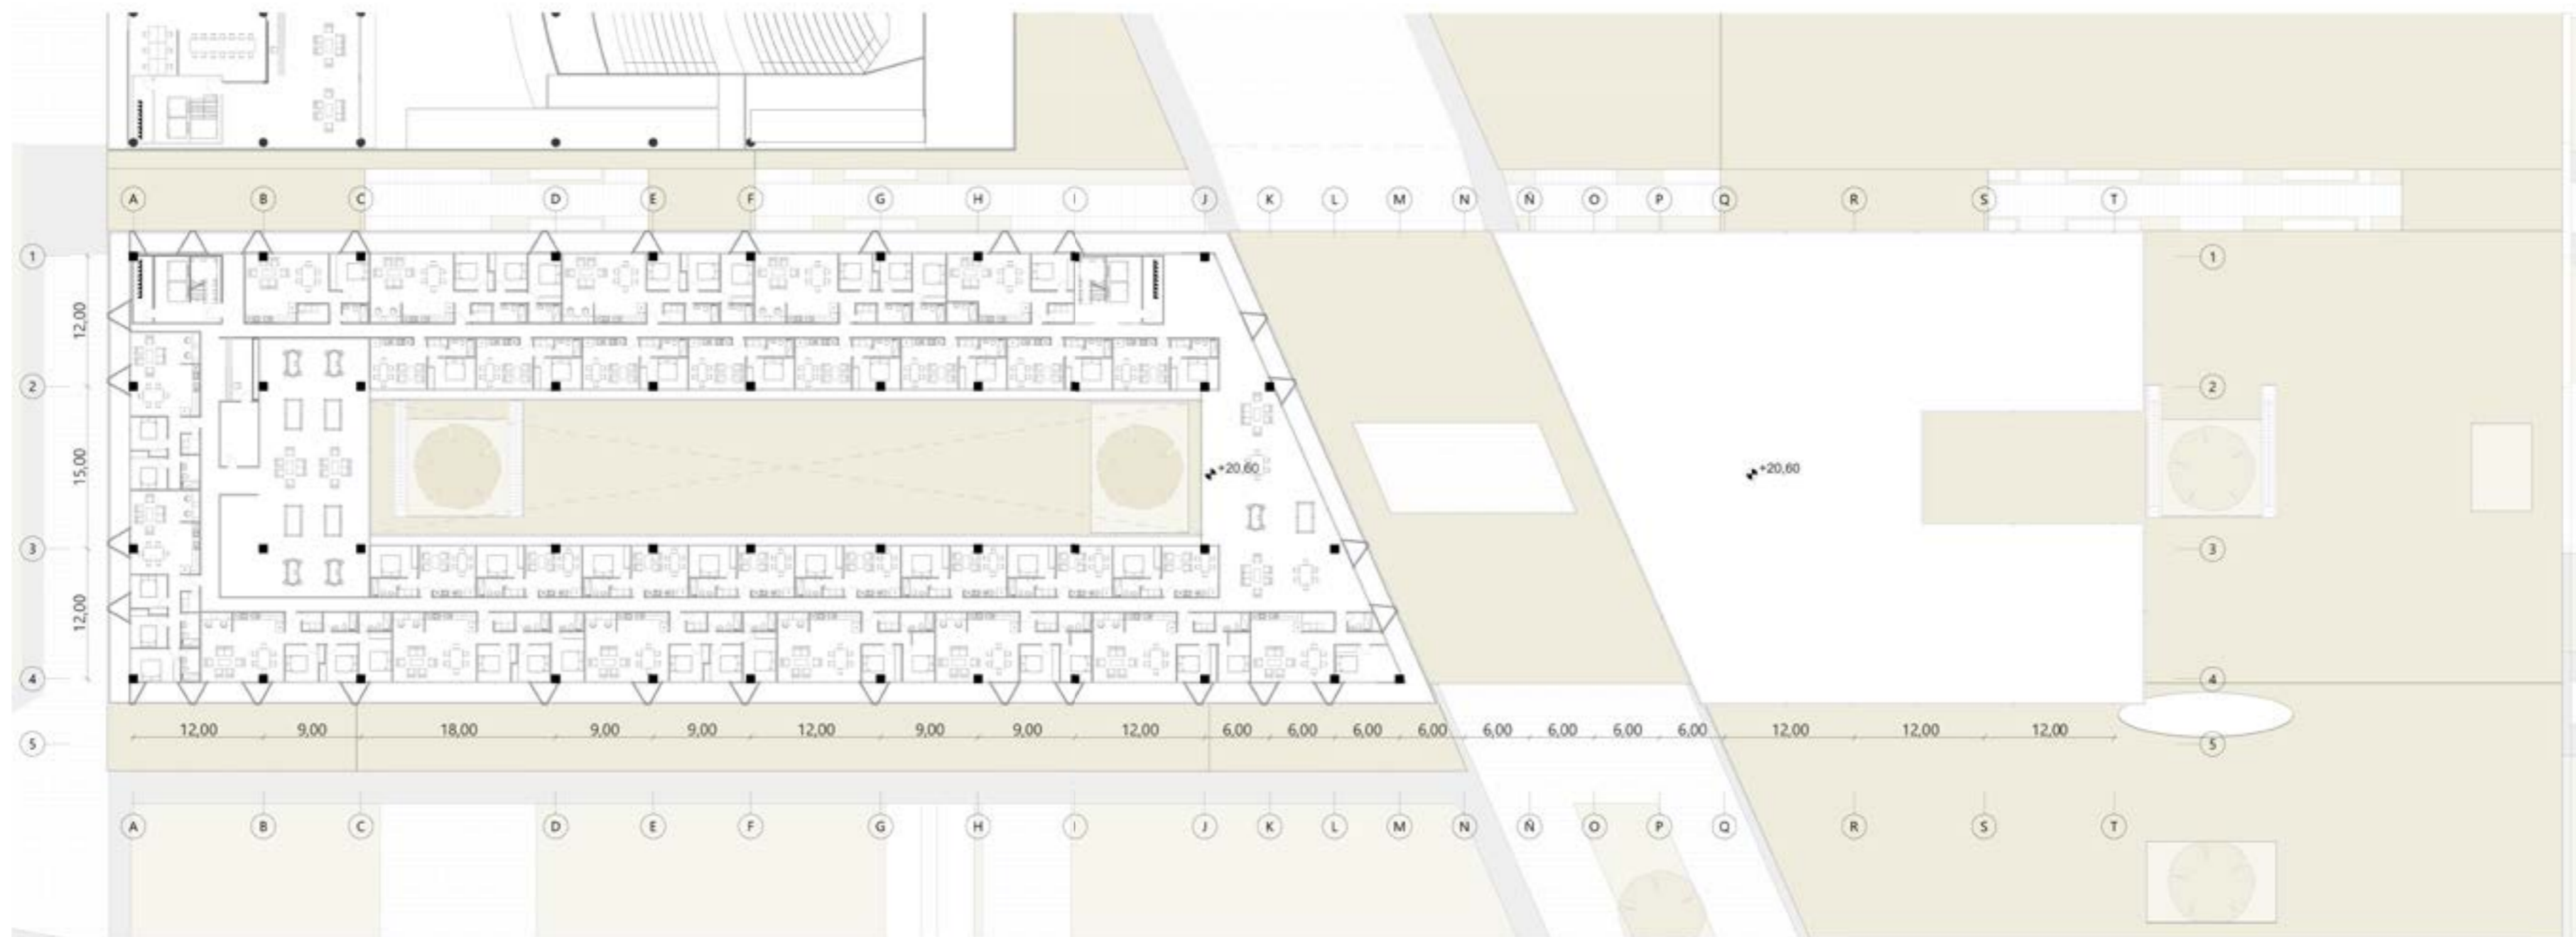 A B C D E F G H I J K L M N Ñ O P Q R S T
1 1
12,00
2 2
15,00 +20,60 +20,60
3 3
12,00
4 4
12,00 9,00 18,00 9,00 9,00 12,00 9,00 9,00 12,00 6,00 6,00 6,00 6,00 6,00 6,00 6,00 6,00 12,00 12,00 12,00
5 5
A B C D E F G H I J K L M N Ñ O P Q R S T